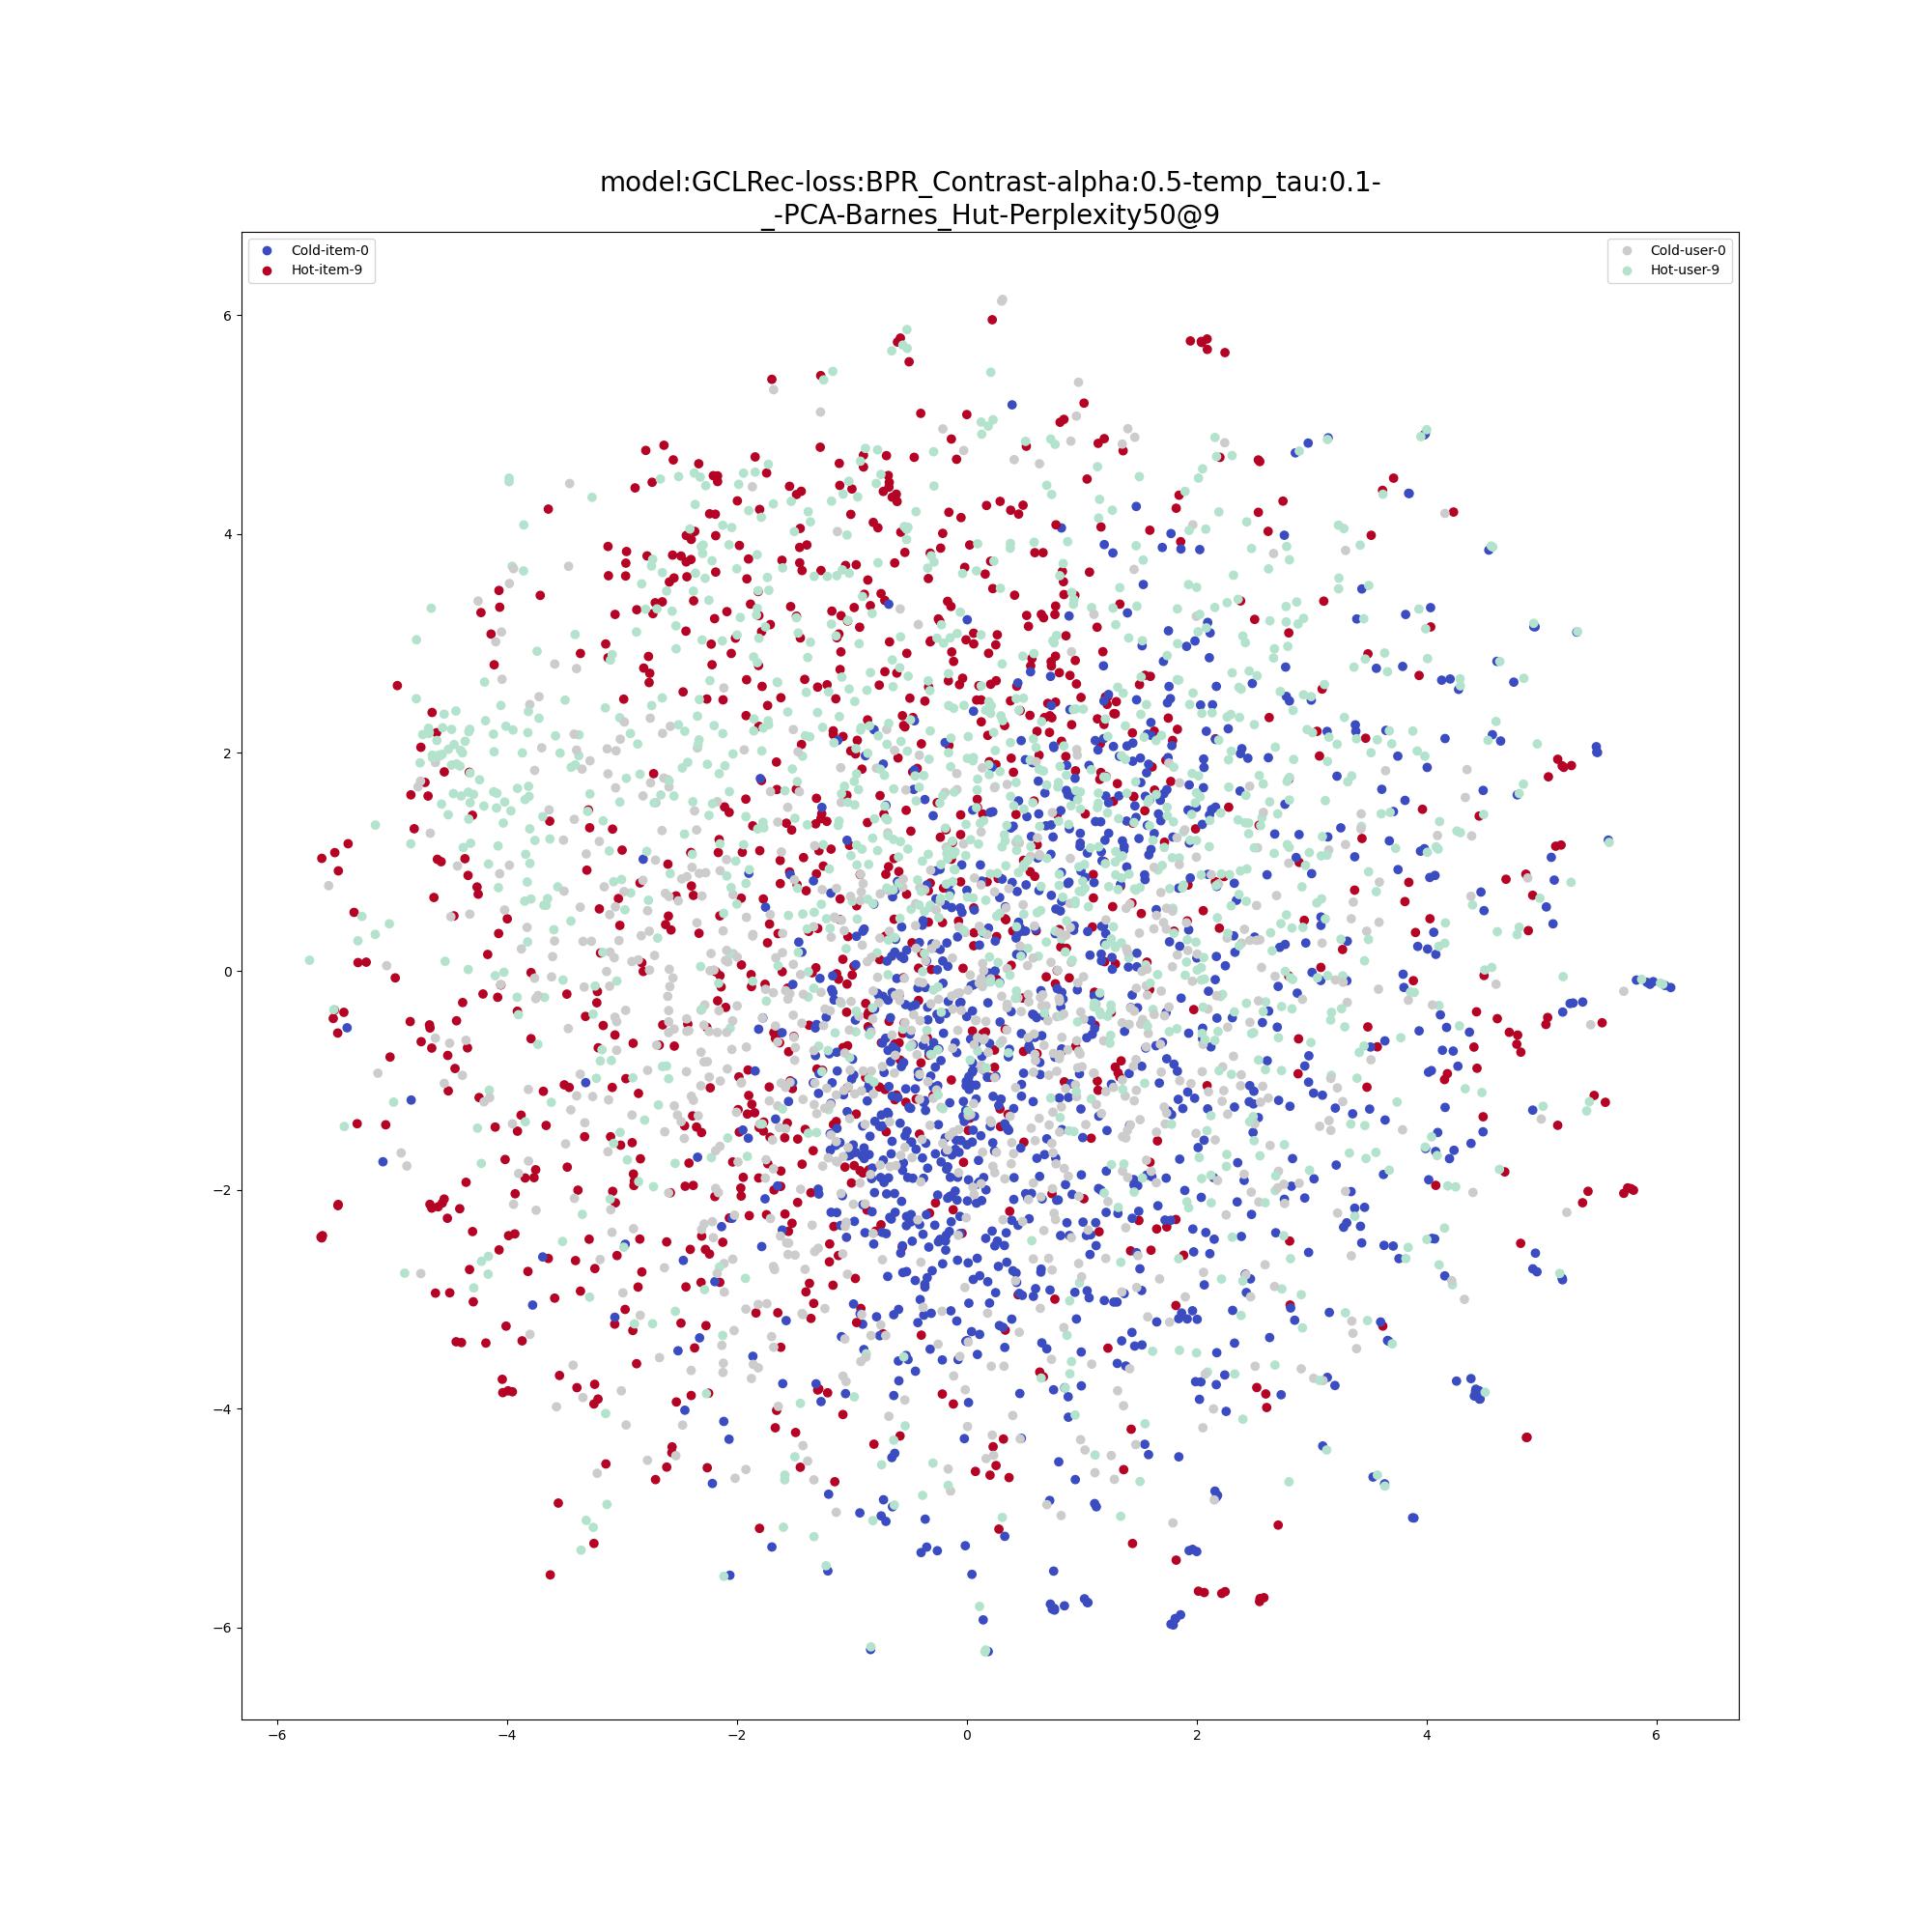 model:GCLRec-loss:BPR_Contrast-alpha:0.5-temp_tau:0.1-
_-PCA-Barnes_Hut-Perplexity50@9
Cold-item-0
Hot-item-9
Cold-user-0
Hot-user-9
6
4
2
0
−2
−4
−6
−6 −4 −2 0 2 4 6